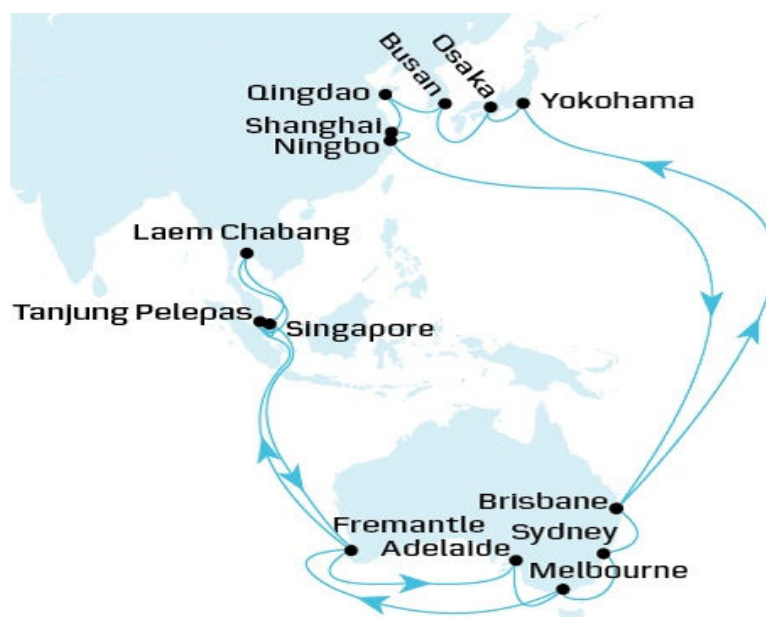 Busan
Osaka
Qingdao
Yokohama
Shanghai
Ningbo
Laem Chabang
Tanjung Pelepas
Singapore
Brisbane
Fremantle
Sydney
Adelaide
Melbourne